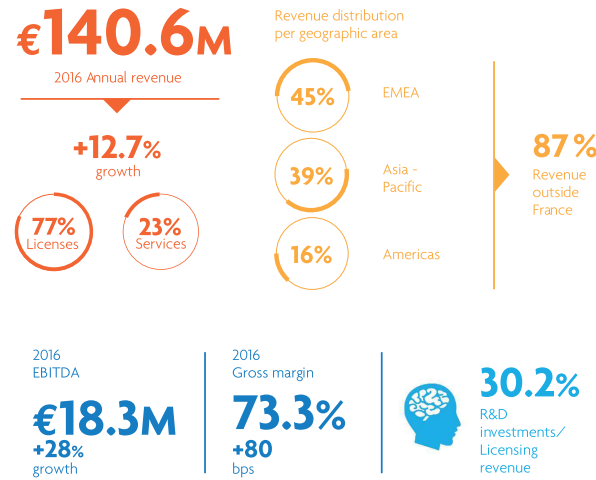 €140.6M
2016 Annual revenue
+12.7%
growth
77%
Licenses
23%
Services
Revenue distribution
per geographic area
45%
EMEA
39%
Asia -
Pacific
16%
Americas
87%
Revenue
outside
France
2016
EBITDA
€18.3M
+28%
growth
2016
Gross margin
73.3%
+80
bps
30.2%
R&D
investments/
Licensing
revenue